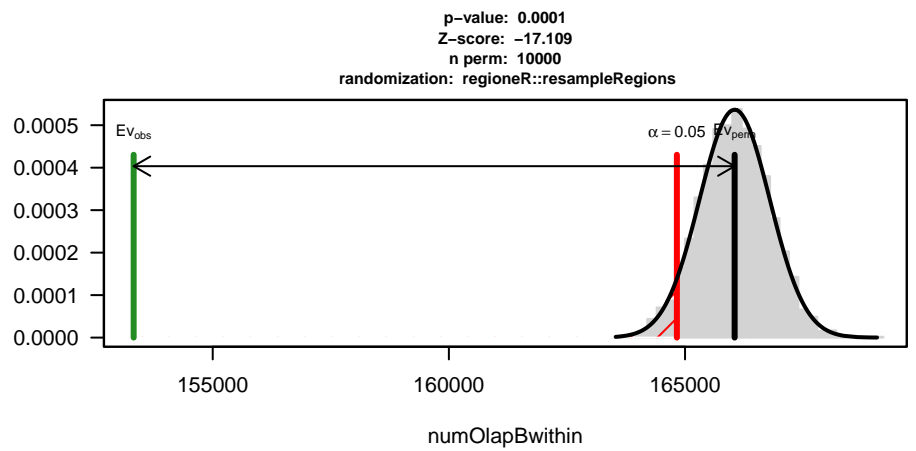 p−value: 0.0001
Z−score: −17.109
n perm: 10000
randomization: regioneR::resampleRegions
0.0005
Evobs
α = 0.05
Evperm
0.0004
0.0003
0.0002
0.0001
0.0000
155000
160000
165000
numOlapBwithin